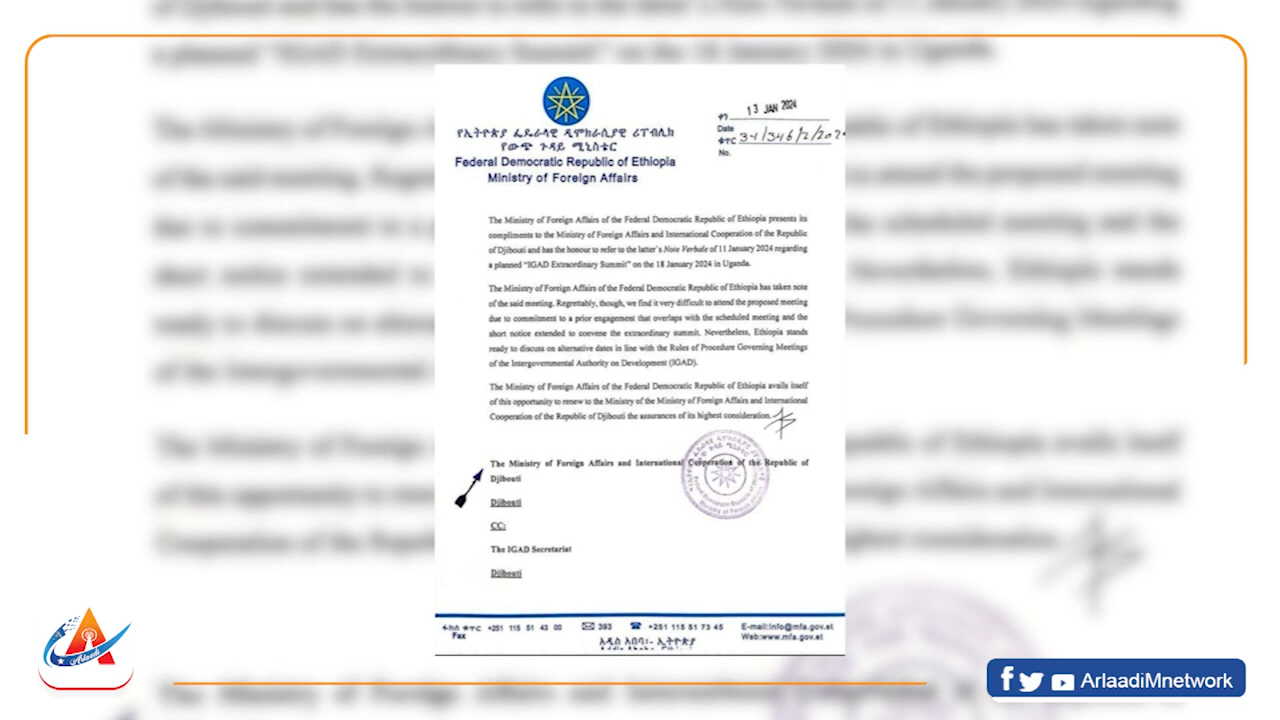 የኢትዮጵያ ፌዴራላዊ ዲሞክራሲያዊ ሪፐብሊክ
የውጭ ጉዳይ ሚኒስቴር
Federal Democratic Republic of Ethiopia
Ministry of Foreign Affairs
ቀን 13 JAN 2024
Date
ቁጥር
No.
The Ministry of Foreign Affairs of the Federal Democratic Republic of Ethiopia presents its
compliments to the Ministry of Foreign Affairs and International Cooperation of the Republic
of Djibouti and has the honour to refer to the latter's Note Verbale of 11 January 2024 regarding
a planned "IGAD Extraordinary Summit" on the 18 January 2024 in Uganda.
The Ministry of Foreign Affairs of the Federal Democratic Republic of Ethiopia has taken note
of the said meeting. Regrettably, though, we find it very difficult to attend the proposed meeting
due to commitment to a prior engagement that overlaps with the scheduled meeting and the
short notice extended to convene the extraordinary summit. Nevertheless, Ethiopia stands
ready to discuss on alternative dates in line with the Rules of Procedure Governing Meetings
of the Intergovernmental Authority on Development (IGAD).
The Ministry of Foreign Affairs of the Federal Democratic Republic of Ethiopia avails itself
of this opportunity to renew to the Ministry of the Ministry of Foreign Affairs and International
Cooperation of the Republic of Djibouti the assurances of its highest consideration.
The Ministry of Foreign Affairs and International Cooperation of the Republic of
Djibouti
Djibouti
CC:
The IGAD Secretariat
Djibouti
ፋክስ ቁጥር +251 115 51 43 00 393 +251 115 51 73 45 E-mail:info@mfa.gov.et
Fax Web:www.mfa.gov.et
አዲስ አበባ፡- ኢትዮጵያ
ArlaadiMnetwork